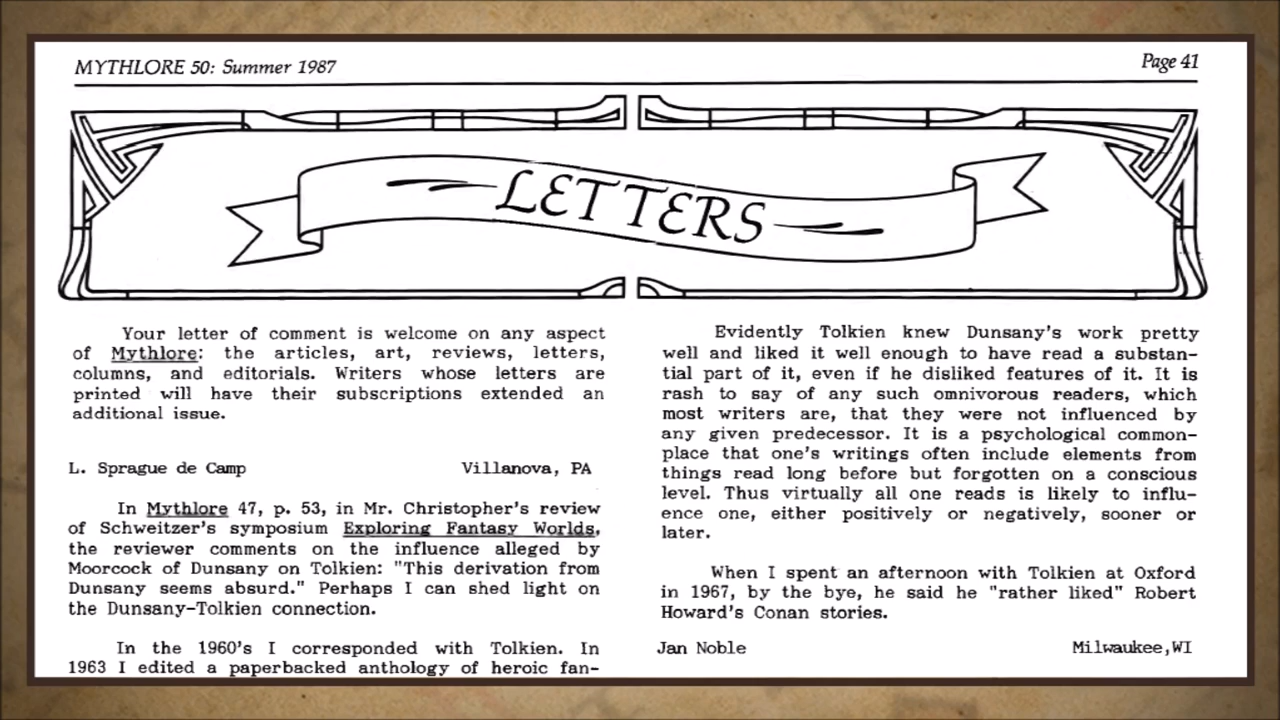 MYTHLORE 50: Summer 1987
Page 41
LETTERS
Your letter of comment is welcome on any aspect
of Mythlore: the articles, art, reviews, letters,
columns, and editorials. Writers whose letters are
printed will have their subscriptions extended an
additional issue.
L. Sprague de Camp Villanova, PA
In Mythlore 47, p. 53, in Mr. Christopher's review
of Schweitzer's symposium Exploring Fantasy Worlds,
the reviewer comments on the influence alleged by
Moorcock of Dunsany on Tolkien: "This derivation from
Dunsany seems absurd." Perhaps I can shed light on
the Dunsany-Tolkien connection.
In the 1960's I corresponded with Tolkien. In
1963 I edited a paperbacked anthology of heroic fan-
Evidently Tolkien knew Dunsany's work pretty
well and liked it well enough to have read a substan-
tial part of it, even if he disliked features of it. It is
rash to say of any such omnivorous readers, which
most writers are, that they were not influenced by
any given predecessor. It is a psychological common-
place that one's writings often include elements from
things read long before but forgotten on a conscious
level. Thus virtually all one reads is likely to influ-
ence one, either positively or negatively, sooner or
later.
When I spent an afternoon with Tolkien at Oxford
in 1967, by the bye, he said he "rather liked" Robert
Howard's Conan stories.
Jan Noble Milwaukee,WI